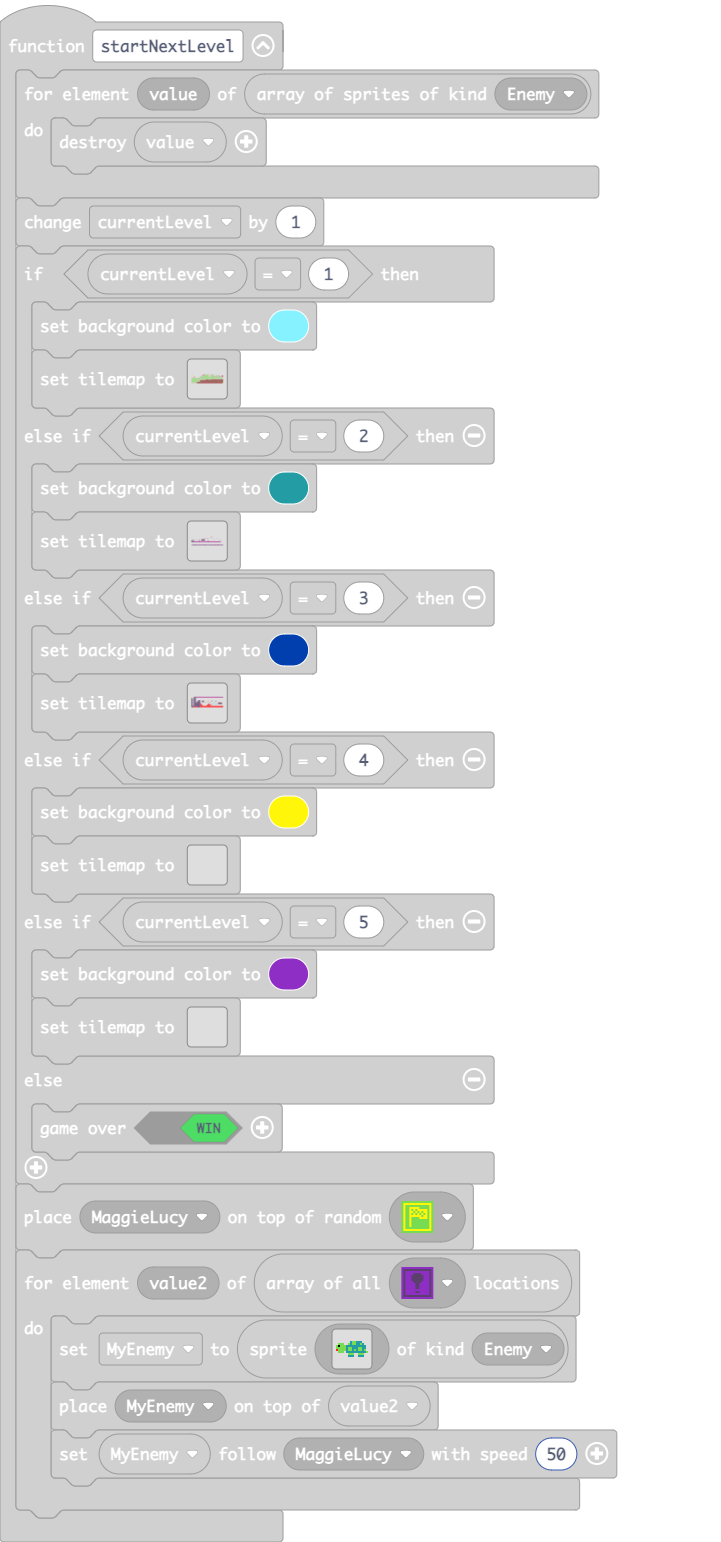 function startNextLevel
for element value of array of sprites of kind Enemy
do
destroy value
change currentLevel by 1
if currentLevel = 1 then
set background color to
set tilemap to
else if currentLevel = 2 then
set background color to
set tilemap to
else if currentLevel = 3 then
set background color to
set tilemap to
else if currentLevel = 4 then
set background color to
set tilemap to
else if currentLevel = 5 then
set background color to
set tilemap to
else
game over WIN
place MaggieLucy on top of random
for element value2 of array of all locations
do
set MyEnemy to sprite of kind Enemy
place MyEnemy on top of value2
set MyEnemy follow MaggieLucy with speed 50